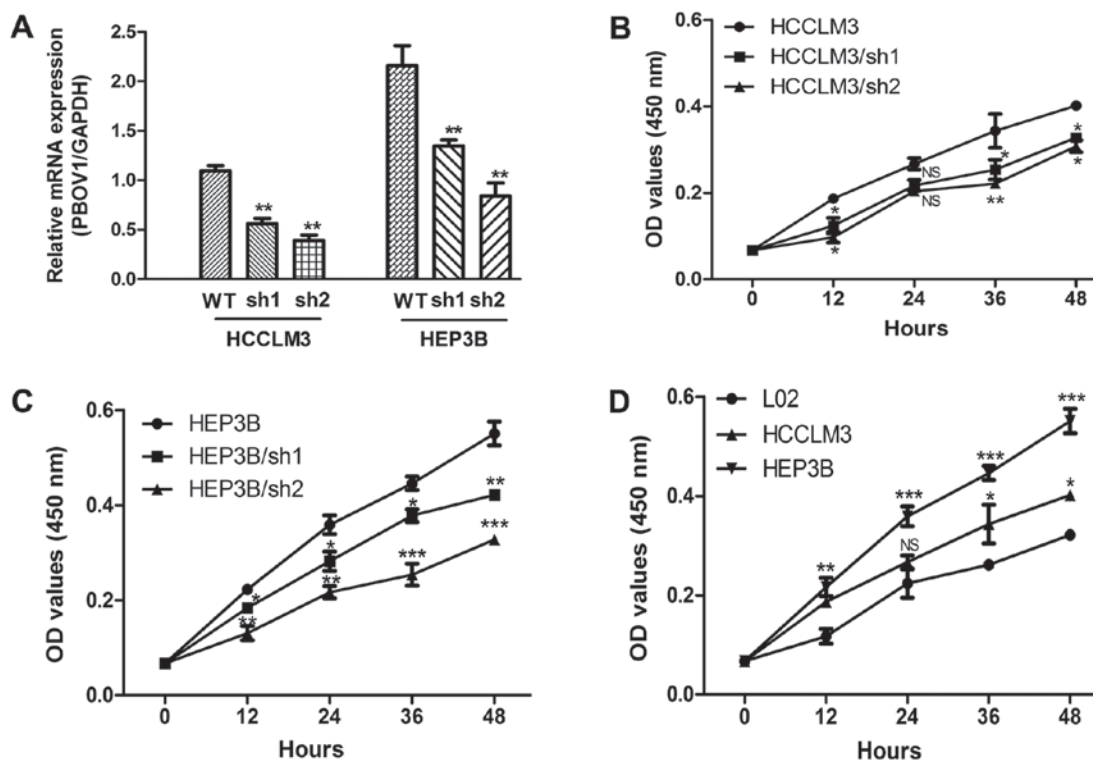 A
Relative mRNA expression
(PBOV1/GAPDH)
2.5
2.0
1.5
1.0
0.5
0.0
**
**
**
**
WT sh1 sh2
WT sh1 sh2
HCCLM3
HEP3B
B
HCCLM3
HCCLM3/sh1
HCCLM3/sh2
OD values (450 nm)
0.6
0.4
0.2
0.0
*
*
NS
NS
*
**
*
*
0 12 24 36 48
Hours
C
HEP3B
HEP3B/sh1
HEP3B/sh2
OD values (450 nm)
0.6
0.4
0.2
0.0
*
**
*
**
*
***
**
***
0 12 24 36 48
Hours
D
L02
HCCLM3
HEP3B
OD values (450 nm)
0.6
0.4
0.2
0.0
**
***
NS
***
*
***
*
0 12 24 36 48
Hours